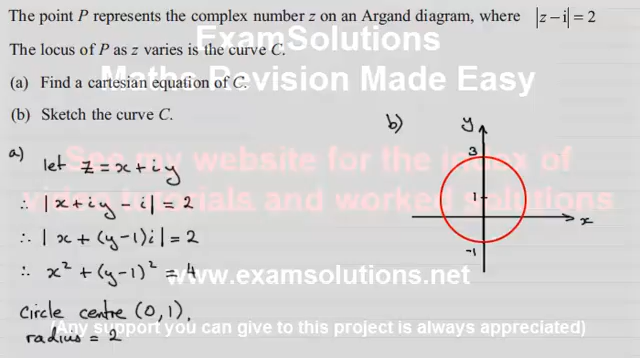 The point P represents the complex number z on an Argand diagram, where |z − i| = 2
ExamSolutions
The locus of P as z varies is the curve C.
(a) Find a cartesian equation of C.
Maths Revision Made Easy
(b) Sketch the curve C.
a)
let z = x + iy
∴ |x + iy − i| = 2
∴ |x + (y−1)i| = 2
∴ x² + (y−1)² = 4
circle centre (0, 1),
radius = 2
b)
y
3
1
x
-1
See my website for the index of
video tutorials and worked solutions
www.examsolutions.net
(Any support you can give to this project is always appreciated)